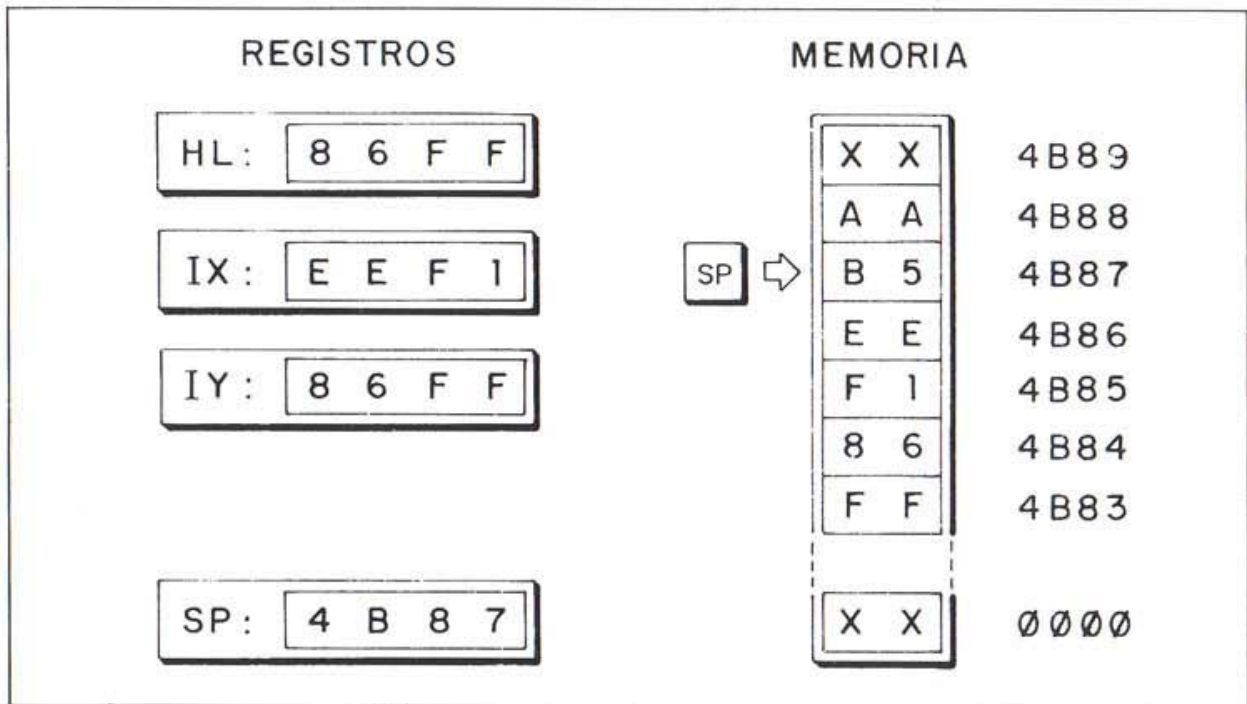 REGISTROS
MEMORIA
HL: 8 6 F F
IX: E E F 1
IY: 8 6 F F
SP: 4 B 8 7
X X 4B89
A A 4B88
SP B 5 4B87
E E 4B86
F 1 4B85
8 6 4B84
F F 4B83
X X 0000